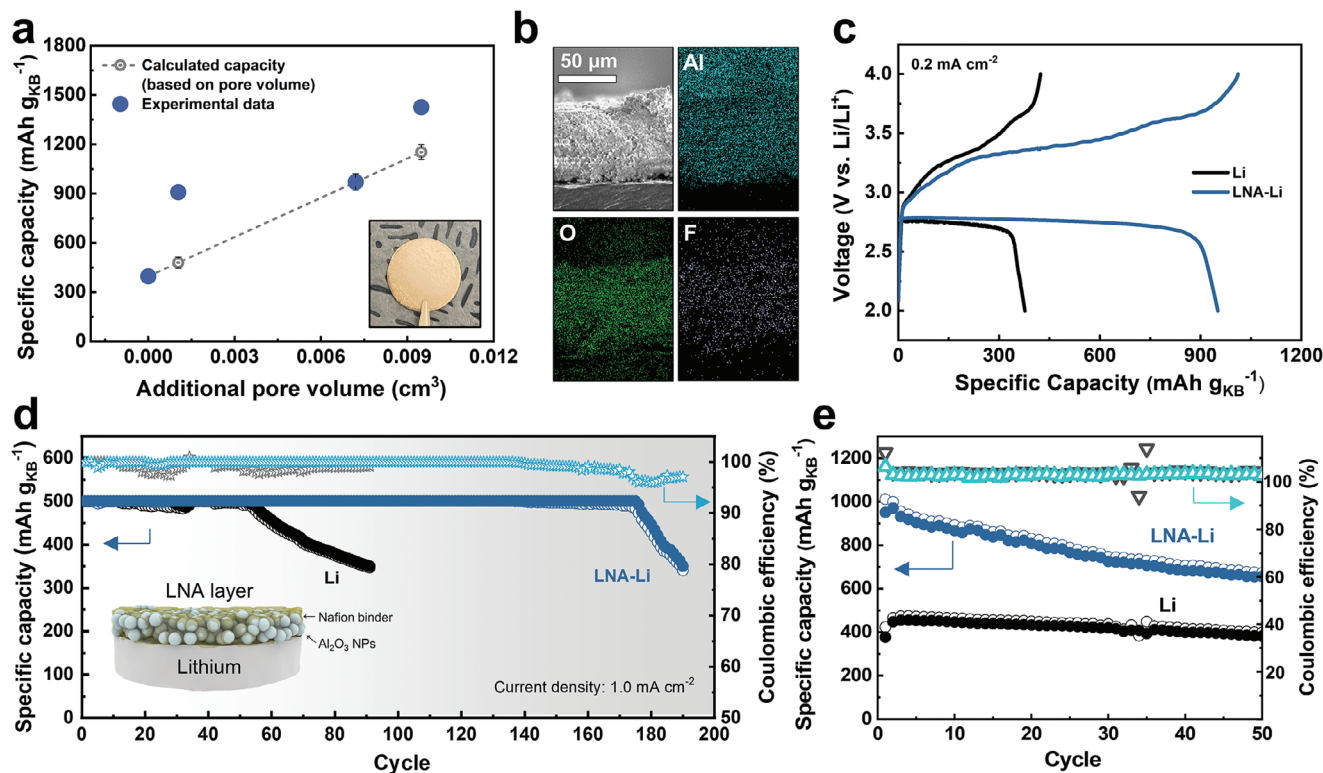 a
Specific capacity (mAh gKB⁻¹)
1800
1500
1200
900
600
300
0
Calculated capacity
(based on pore volume)
Experimental data
0.000
0.003
0.006
0.009
0.012
Additional pore volume (cm³)
b
50 μm
Al
O
F
c
Voltage (V vs. Li/Li⁺)
4.0
3.5
3.0
2.5
2.0
0.2 mA cm⁻²
Li
LNA-Li
0
300
600
900
1200
Specific Capacity (mAh gKB⁻¹)
d
Specific capacity (mAh gKB⁻¹)
600
500
400
300
200
100
0
Li
LNA-Li
LNA layer
Nafion binder
Al₂O₃ NPs
Lithium
Current density: 1.0 mA cm⁻²
100
90
80
70
60
50
Coulombic efficiency (%)
0
20
40
60
80
100
120
140
160
180
200
Cycle
e
Specific capacity (mAh gKB⁻¹)
1200
1000
800
600
400
200
0
LNA-Li
Li
100
80
60
40
20
Coulombic efficiency (%)
0
10
20
30
40
50
Cycle